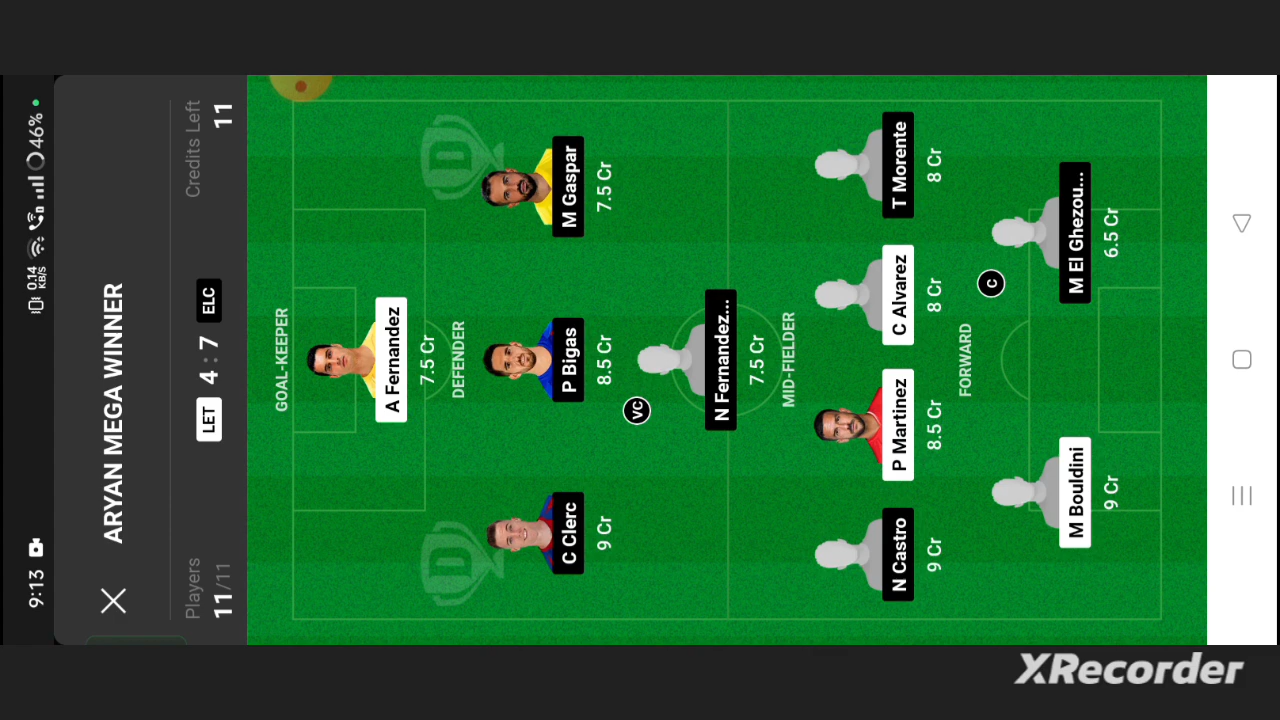 9:13
0.14
KB/S
46%
ARYAN MEGA WINNER
Players
11/11
LET 4 : 7 ELC
Credits Left
11
GOAL-KEEPER
A Fernandez
7.5 Cr
DEFENDER
C Clerc
9 Cr
P Bigas
8.5 Cr
M Gaspar
7.5 Cr
VC
N Fernandez...
7.5 Cr
MID-FIELDER
N Castro
9 Cr
P Martinez
8.5 Cr
C Alvarez
8 Cr
T Morente
8 Cr
FORWARD
M Bouldini
9 Cr
C
M El Ghezou...
6.5 Cr
XRecorder